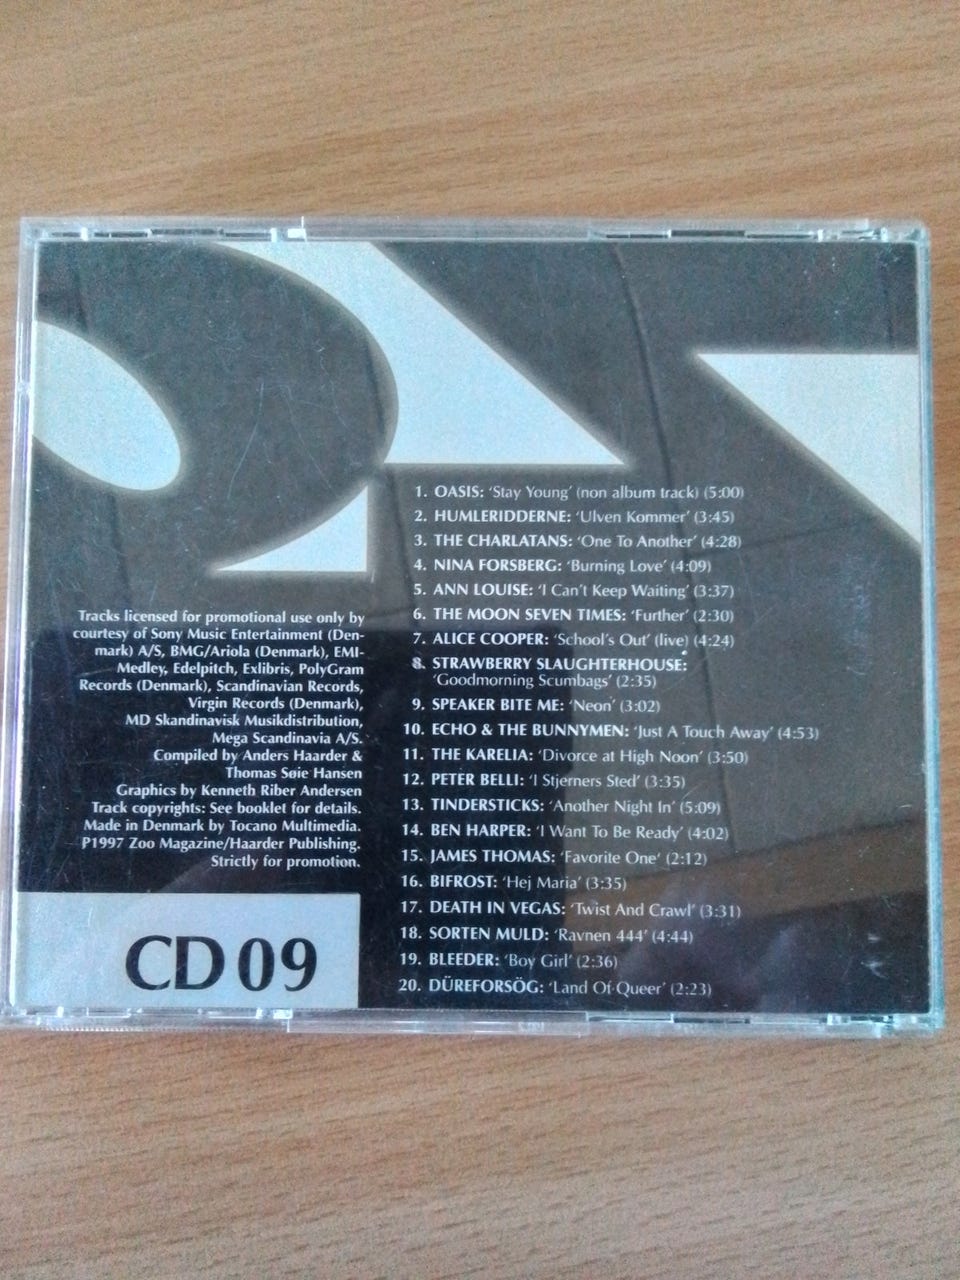 1. OASIS: 'Stay Young' (non album track) (5:00)
2. HUMLERIDDERNE: 'Ulven Kommer' (3:45)
3. THE CHARLATANS: 'One To Another' (4:28)
4. NINA FORSBERG: 'Burning Love' (4:09)
5. ANN LOUISE: 'I Can't Keep Waiting' (3:37)
6. THE MOON SEVEN TIMES: 'Further' (2:30)
7. ALICE COOPER: 'School's Out' (live) (4:24)
8. STRAWBERRY SLAUGHTERHOUSE:
'Goodmorning Scumbags' (2:35)
9. SPEAKER BITE ME: 'Neon' (3:02)
10. ECHO & THE BUNNYMEN: 'Just A Touch Away' (4:53)
11. THE KARELIA: 'Divorce at High Noon' (3:50)
12. PETER BELLI: 'I Stjerners Sted' (3:35)
13. TINDERSTICKS: 'Another Night In' (5:09)
14. BEN HARPER: 'I Want To Be Ready' (4:02)
15. JAMES THOMAS: 'Favorite One' (2:12)
16. BIFROST: 'Hej Maria' (3:35)
17. DEATH IN VEGAS: 'Twist And Crawl' (3:31)
18. SORTEN MULD: 'Ravnen 444' (4:44)
19. BLEEDER: 'Boy Girl' (2:36)
20. DÜREFORSÖG: 'Land Of Queer' (2:23)
Tracks licensed for promotional use only by
courtesy of Sony Music Entertainment (Den-
mark) A/S, BMG/Ariola (Denmark), EMI-
Medley, Edelpitch, Exlibris, PolyGram
Records (Denmark), Scandinavian Records,
Virgin Records (Denmark),
MD Skandinavisk Musikdistribution,
Mega Scandinavia A/S.
Compiled by Anders Haarder &
Thomas Søie Hansen
Graphics by Kenneth Riber Andersen
Track copyrights: See booklet for details.
Made in Denmark by Tocano Multimedia.
P1997 Zoo Magazine/Haarder Publishing.
Strictly for promotion.
CD 09